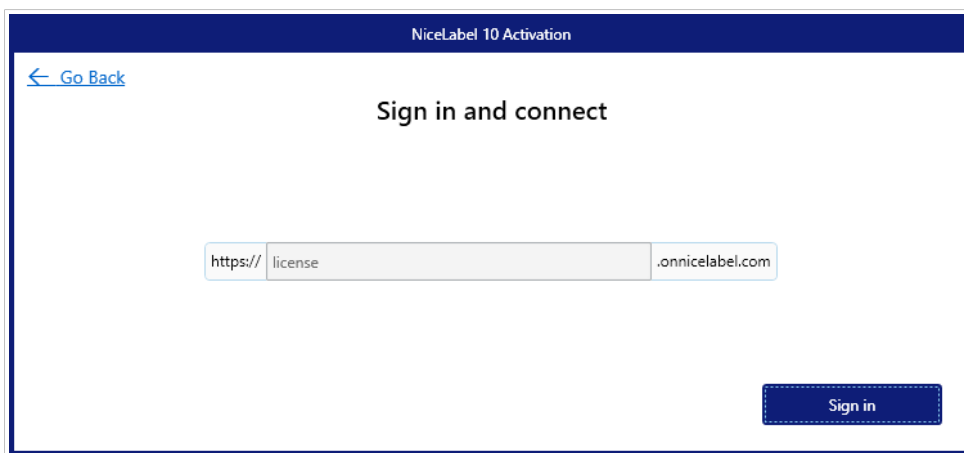 NiceLabel 10 Activation
← Go Back
Sign in and connect
https:// license .onnicelabel.com
Sign in